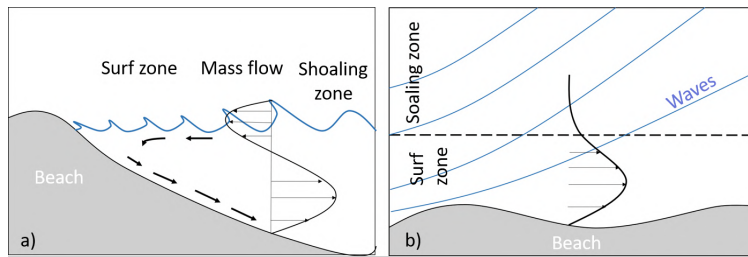 Surf zone
Mass flow
Shoaling
zone
Beach
a)
Soaling zone
Surf
zone
Waves
Beach
b)